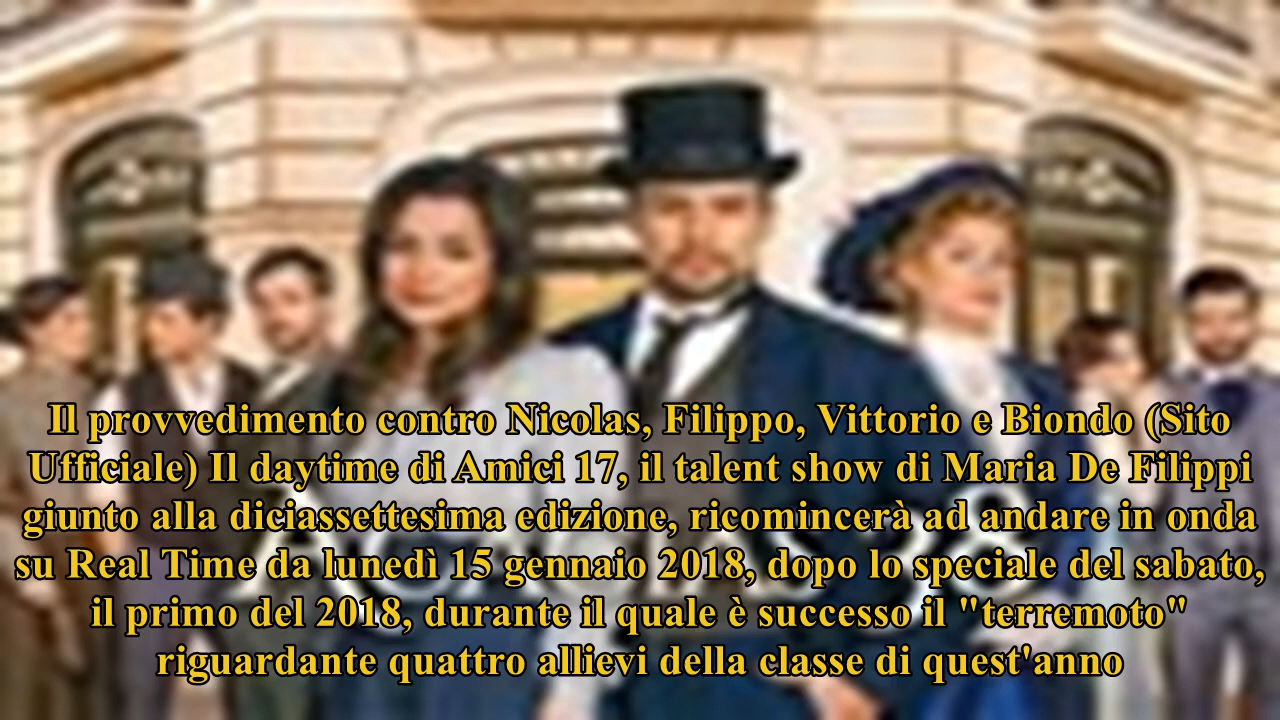 Il provvedimento contro Nicolas, Filippo, Vittorio e Biondo (Sito
Ufficiale) Il daytime di Amici 17, il talent show di Maria De Filippi
giunto alla diciassettesima edizione, ricomincerà ad andare in onda
su Real Time da lunedì 15 gennaio 2018, dopo lo speciale del sabato,
il primo del 2018, durante il quale è successo il "terremoto"
riguardante quattro allievi della classe di quest'anno